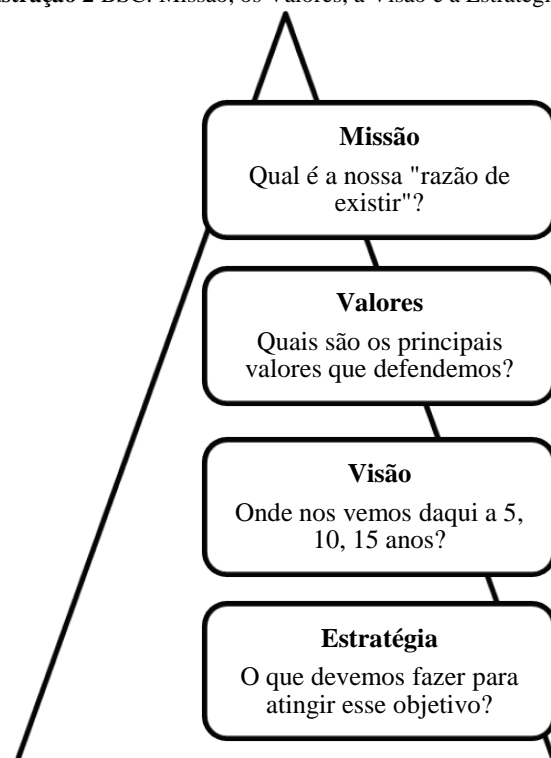 BSC: Missão, os Valores, a Visão e a
Missão
Qual é a nossa "razão de
existir"?
Valores
Quais são os principais
valores que defendemos?
Visão
Onde nos vemos daqui a 5,
10, 15 anos?
Estratégia
O que devemos fazer para
atingir esse objetivo?